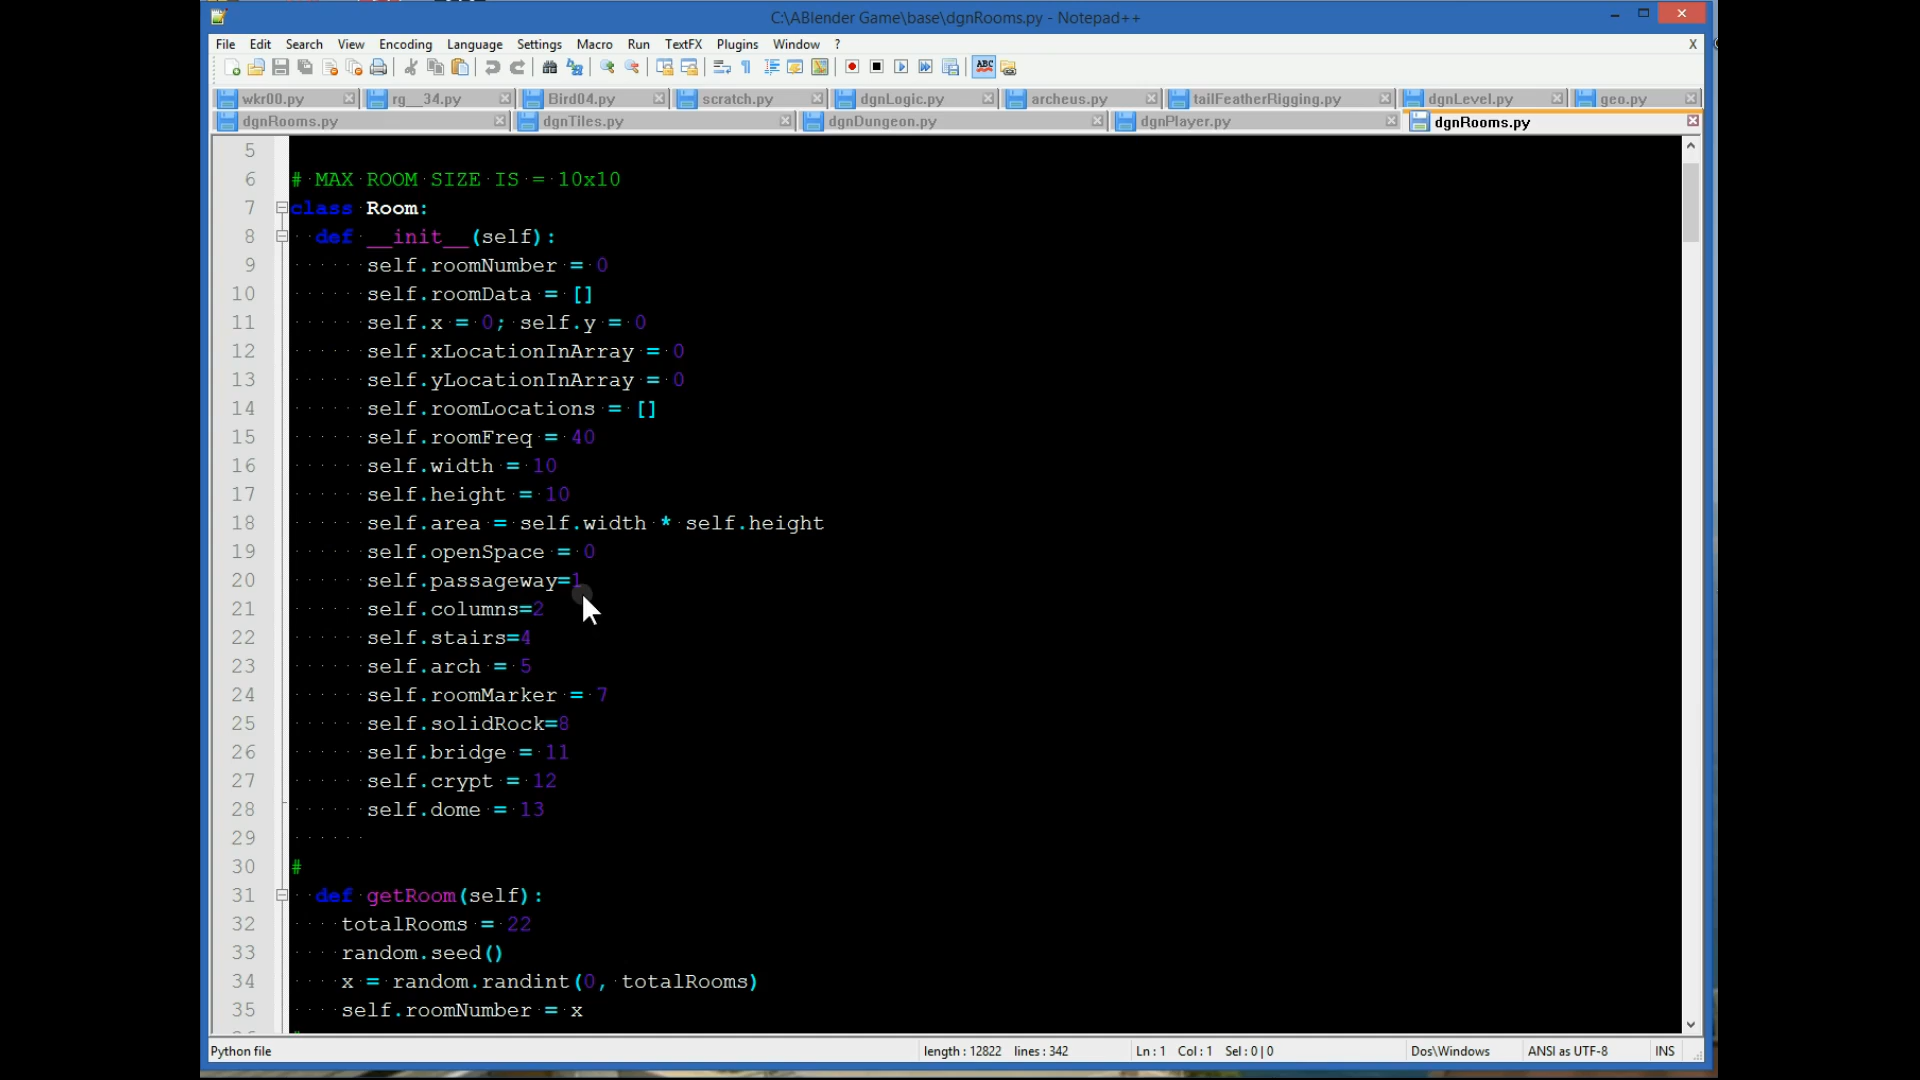 C:\ABlender Game\base\dgnRooms.py - Notepad++
File Edit Search View Encoding Language Settings Macro Run TextFX Plugins Window ? X
ABC
wkr00.py rg__34.py Bird04.py scratch.py dgnLogic.py archeus.py tailFeatherRigging.py dgnLevel.py geo.py
dgnRooms.py dgnTiles.py dgnDungeon.py dgnPlayer.py dgnRooms.py
5
6 # MAX ROOM SIZE IS = 10x10
7 class Room:
8 def __init__(self):
9 self.roomNumber = 0
10 self.roomData = []
11 self.x = 0; self.y = 0
12 self.xLocationInArray = 0
13 self.yLocationInArray = 0
14 self.roomLocations = []
15 self.roomFreq = 40
16 self.width = 10
17 self.height = 10
18 self.area = self.width * self.height
19 self.openSpace = 0
20 self.passageway=1
21 self.columns=2
22 self.stairs=4
23 self.arch = 5
24 self.roomMarker = 7
25 self.solidRock=8
26 self.bridge = 11
27 self.crypt = 12
28 self.dome = 13
29
30 #
31 def getRoom(self):
32 totalRooms = 22
33 random.seed()
34 x = random.randint(0, totalRooms)
35 self.roomNumber = x
Python file length : 12822 lines : 342 Ln : 1 Col : 1 Sel : 0 | 0 Dos\Windows ANSI as UTF-8 INS